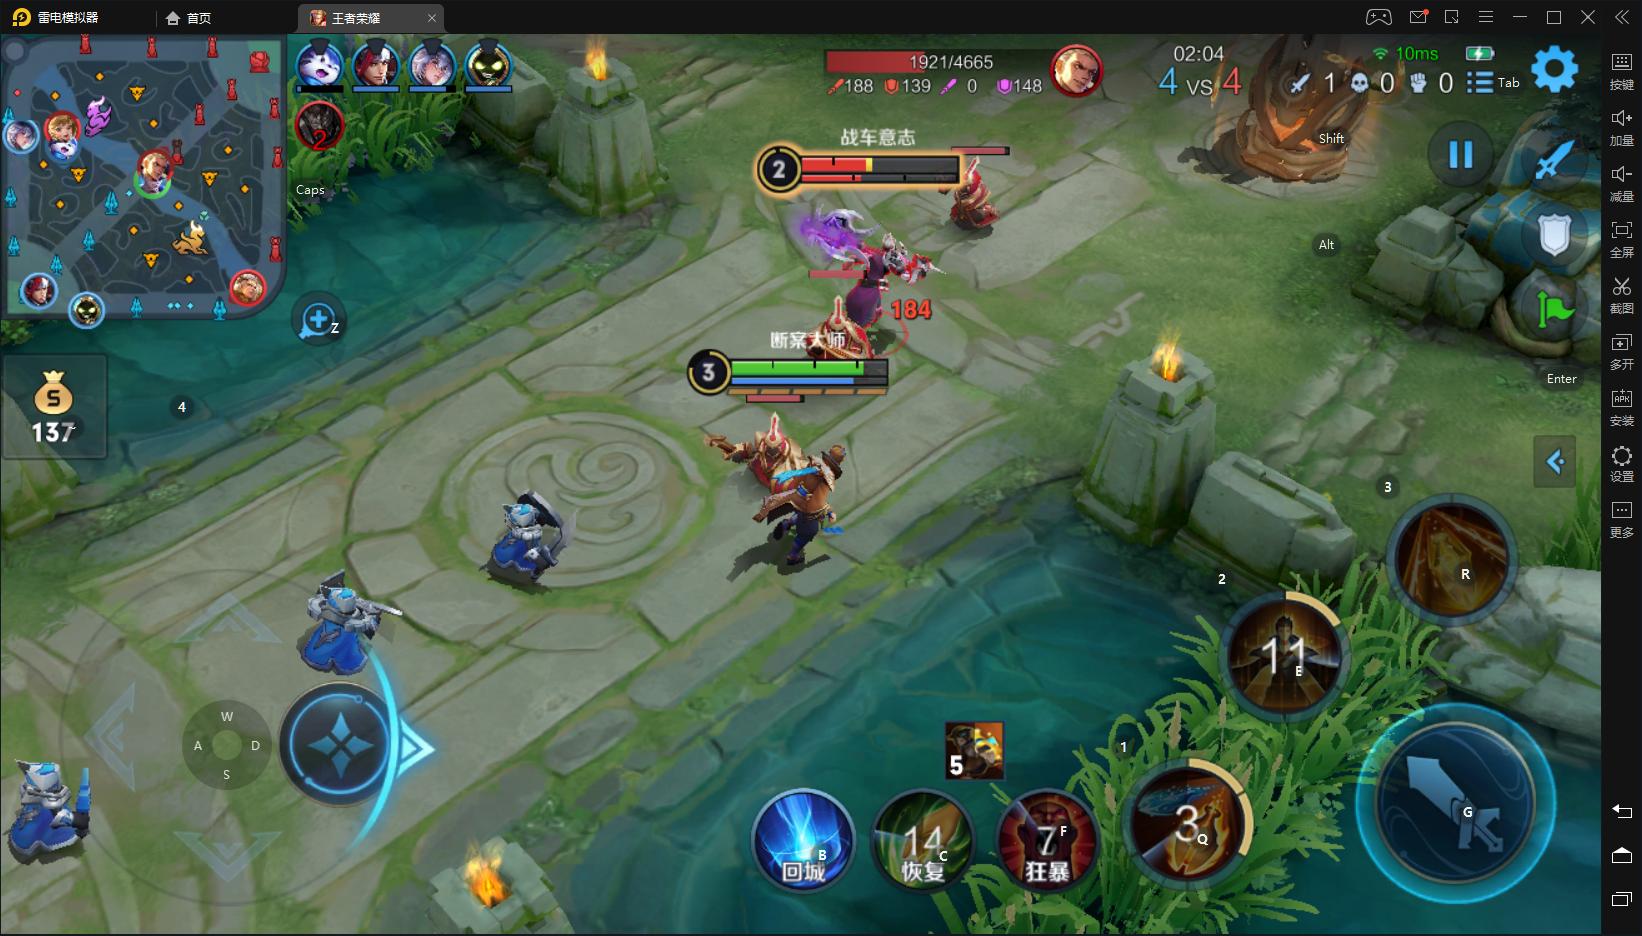 雷电模拟器
首页
王者荣耀
1921/4665
188 139 0 148
02:04
4 VS 4
10ms
1 0 0
Tab
Shift
Caps
2
战车意志
2
Alt
184
断案大师
3
Z
137
4
Enter
3
R
2
11
E
W
A D
S
5
1
回城
B
14
恢复
C
7
狂暴
F
3
Q
G
按键
加量
减量
全屏
截图
多开
APK
安装
设置
更多